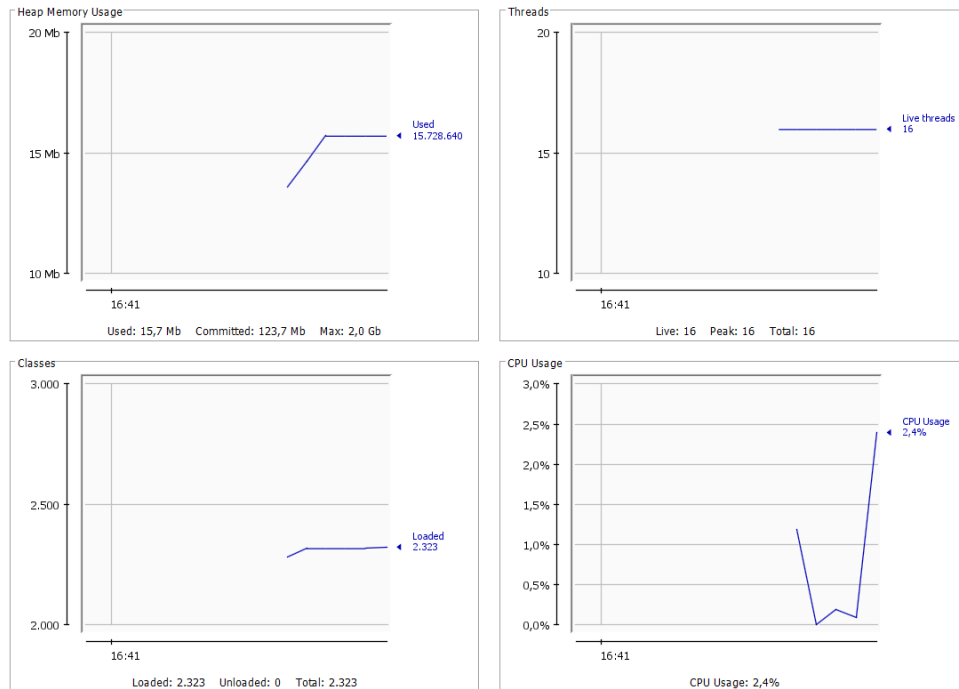 Heap Memory Usage
20 Mb
15 Mb
10 Mb
16:41
Used
15.728.640
Used: 15,7 Mb Committed: 123,7 Mb Max: 2,0 Gb
Threads
20
15
10
16:41
Live threads
16
Live: 16 Peak: 16 Total: 16
Classes
3.000
2.500
2.000
16:41
Loaded
2.323
Loaded: 2.323 Unloaded: 0 Total: 2.323
CPU Usage
3,0%
2,5%
2,0%
1,5%
1,0%
0,5%
0,0%
16:41
CPU Usage
2,4%
CPU Usage: 2,4%